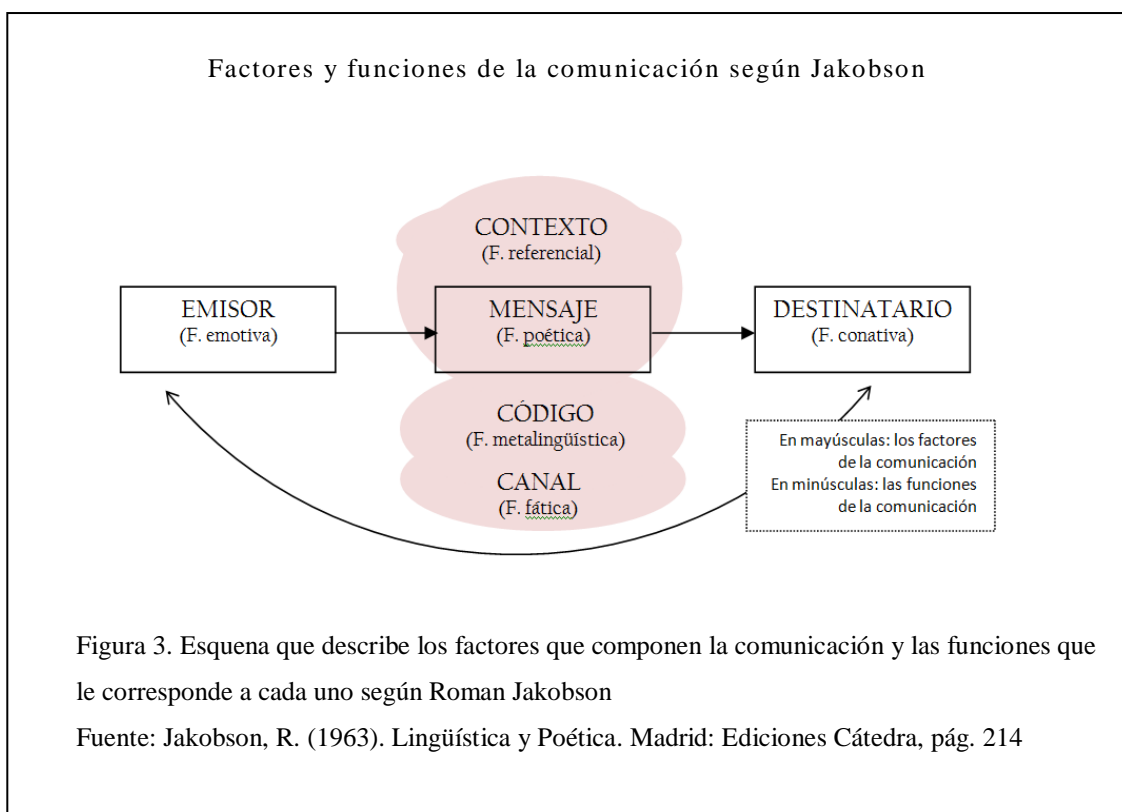 Factores y funciones de la comunicación según Jakobson
CONTEXTO
(F. referencial)
EMISOR
(F. emotiva)
MENSAJE
(F. poética)
DESTINATARIO
(F. conativa)
CÓDIGO
(F. metalingüística)
CANAL
(F. fática)
En mayúsculas: los factores
de la comunicación
En minúsculas: las funciones
de la comunicación
Figura 3. Esquena que describe los factores que componen la comunicación y las funciones que
le corresponde a cada uno según Roman Jakobson
Fuente: Jakobson, R. (1963). Lingüística y Poética. Madrid: Ediciones Cátedra, pág. 214